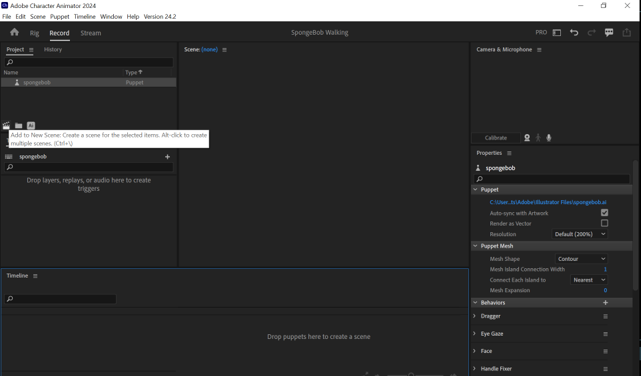 Adobe Character Animator 2024
File Edit Scene Puppet Timeline Window Help Version 24.2
Rig Record Stream SpongeBob Walking PRO
Project History
Name Type
spongebob Puppet
Ai
Add to New Scene: Create a scene for the selected items. Alt-click to create
multiple scenes. (Ctrl+\)
spongebob
Drop layers, replays, or audio here to create
triggers
Scene: (none)
Timeline
Drop puppets here to create a scene
Camera & Microphone
Calibrate
Properties
spongebob
Puppet
C:\User...ts\Adobe\Illustrator Files\spongebob.ai
Auto-sync with Artwork
Render as Vector
Resolution Default (200%)
Puppet Mesh
Mesh Shape Contour
Mesh Island Connection Width 1
Connect Each Island to Nearest
Mesh Expansion 0
Behaviors
Dragger
Eye Gaze
Face
Handle Fixer